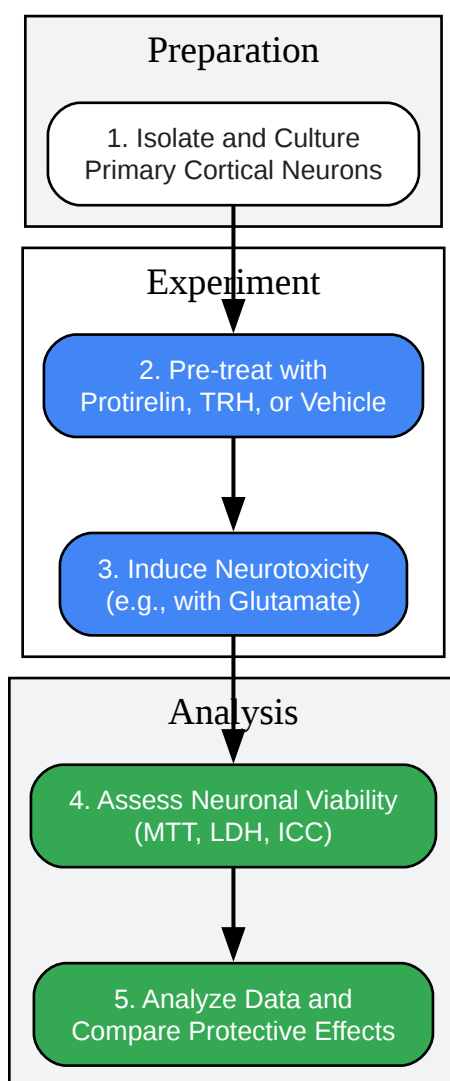 Preparation
1. Isolate and Culture
Primary Cortical Neurons
Experiment
2. Pre-treat with
Protirelin, TRH, or Vehicle
3. Induce Neurotoxicity
(e.g., with Glutamate)
Analysis
4. Assess Neuronal Viability
(MTT, LDH, ICC)
5. Analyze Data and
Compare Protective Effects